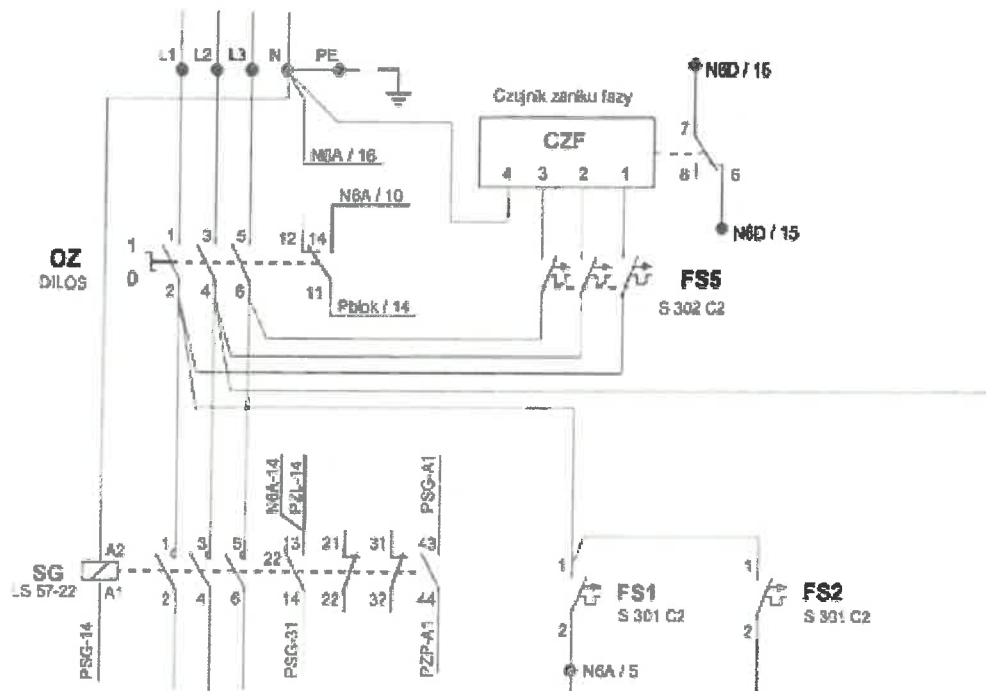 L1 L2 L3 N PE
N6D / 15
Czujnik zaniku fazy
CZF
4 3 2 1
7
8 6
N6A / 16
N6A / 10
N6D / 15
1 3 5 12 14
1
OZ
0
DILOS
2 4 6 11
Pblok / 14
FS5
S 302 C2
N6A-14
PZL-14
PSG-A1
A2 1 3 5 22 13 21 31 43
SG
LS 57-22
A1 2 4 6 14 22 32 44
PSG-14
PSG-31
PZP-A1
1 1
FS1
S 301 C2
FS2
S 301 C2
2 2
N6A / 5